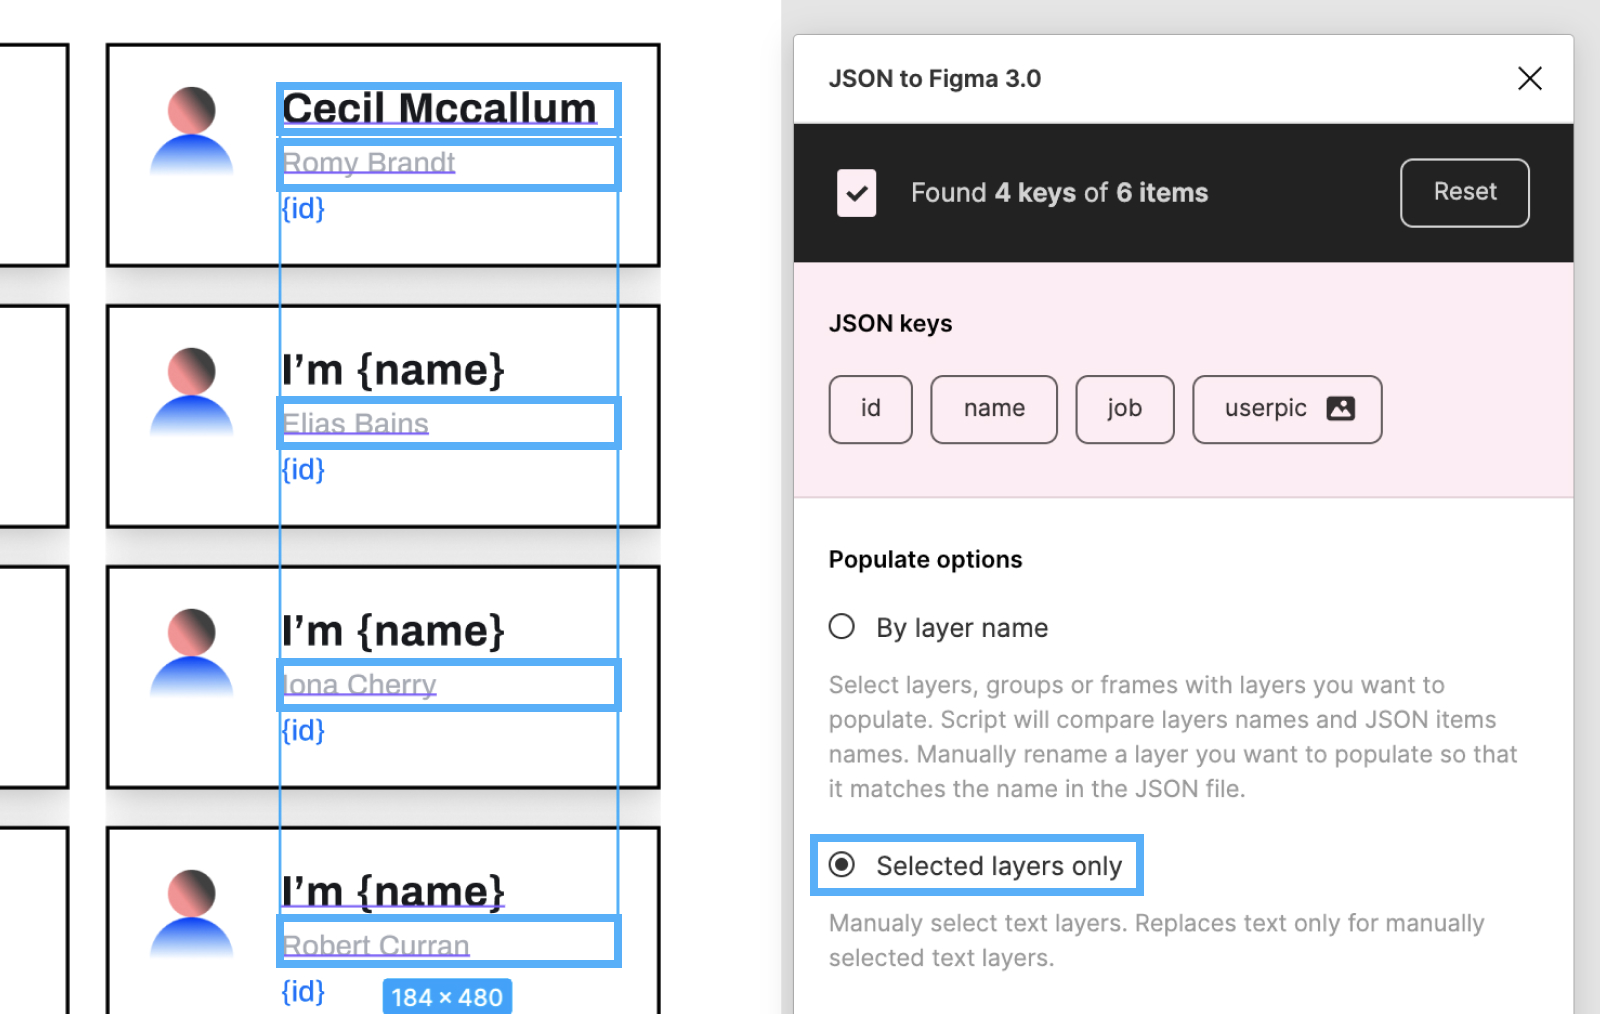 Cecil Mccallum
Romy Brandt
{id}
I’m {name}
Elias Bains
{id}
I’m {name}
Iona Cherry
{id}
I’m {name}
Robert Curran
{id}
184 × 480
JSON to Figma 3.0
Found 4 keys of 6 items
Reset
JSON keys
id
name
job
userpic
Populate options
By layer name
Select layers, groups or frames with layers you want to
populate. Script will compare layers names and JSON items
names. Manually rename a layer you want to populate so that
it matches the name in the JSON file.
Selected layers only
Manualy select text layers. Replaces text only for manually
selected text layers.